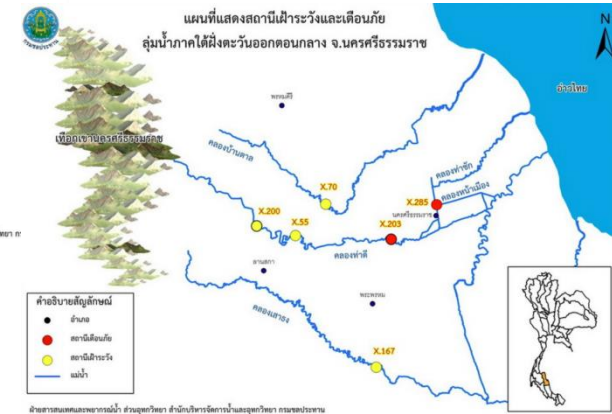 แผนที่แสดงสถานีเฝ้าระวังและเตือนภัย
ลุ่มน้ำภาคใต้ฝั่งตะวันออกตอนกลาง จ.นครศรีธรรมราช
กรมชลประทาน
N
อ่าวไทย
พรหมคีรี
เทือกเขานครศรีธรรมราช
คลองบ้านตาล
คลองท่าซัก
คลองหน้าเมือง
X.70
X.285
นครศรีธรรมราช
X.200
X.55
X.203
คลองท่าดี
ลานสกา
พระพรหม
คลองเสาธง
X.167
คำอธิบายสัญลักษณ์
อำเภอ
สถานีเตือนภัย
สถานีเฝ้าระวัง
แม่น้ำ
ฝ่ายสารสนเทศและพยากรณ์น้ำ ส่วนอุทกวิทยา สำนักบริหารจัดการน้ำและอุทกวิทยา กรมชลประทาน